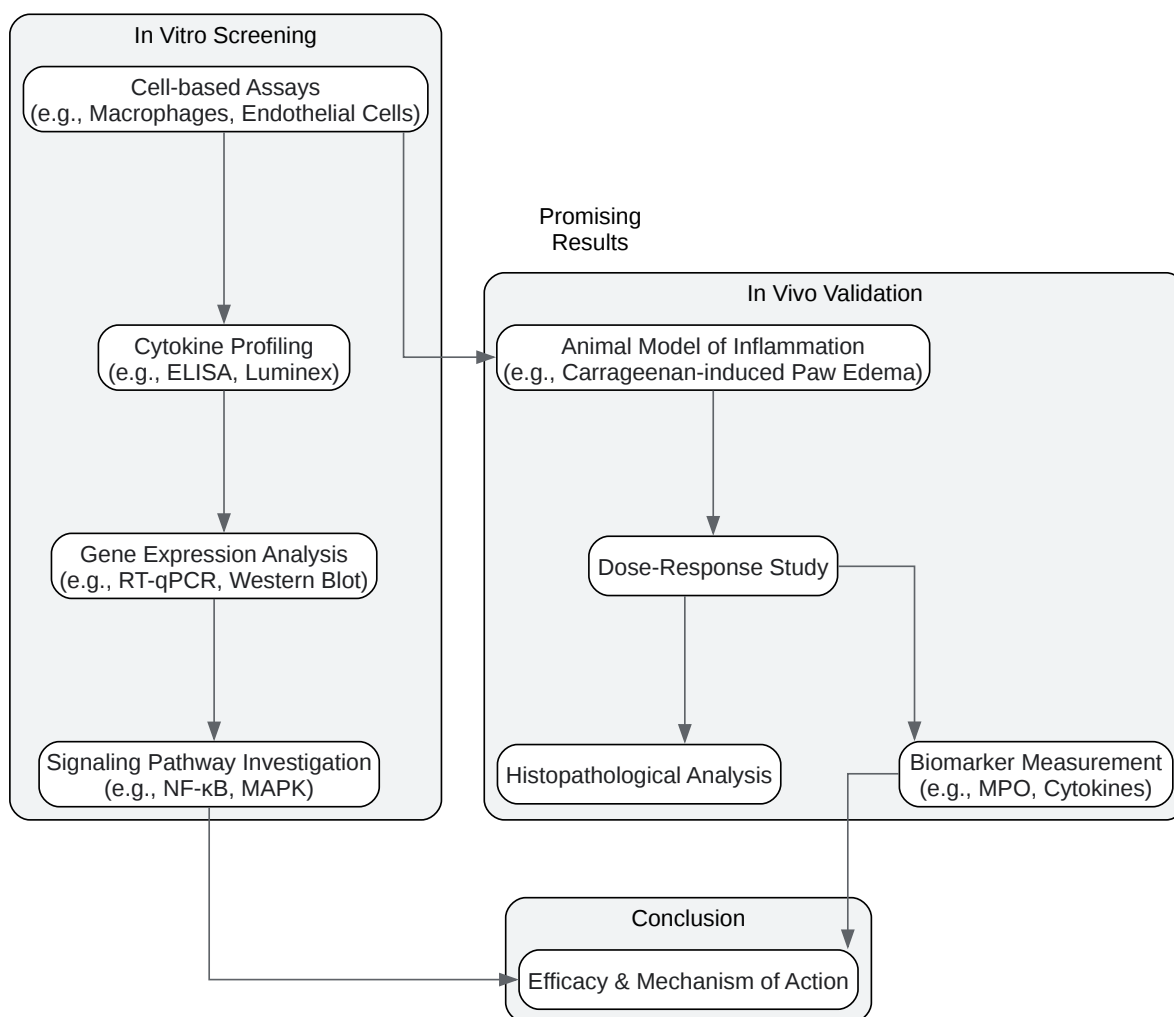 In Vitro Screening
Cell-based Assays
(e.g., Macrophages, Endothelial Cells)
Cytokine Profiling
(e.g., ELISA, Luminex)
Gene Expression Analysis
(e.g., RT-qPCR, Western Blot)
Signaling Pathway Investigation
(e.g., NF-κB, MAPK)
Promising
Results
In Vivo Validation
Animal Model of Inflammation
(e.g., Carrageenan-induced Paw Edema)
Dose-Response Study
Histopathological Analysis
Biomarker Measurement
(e.g., MPO, Cytokines)
Conclusion
Efficacy & Mechanism of Action